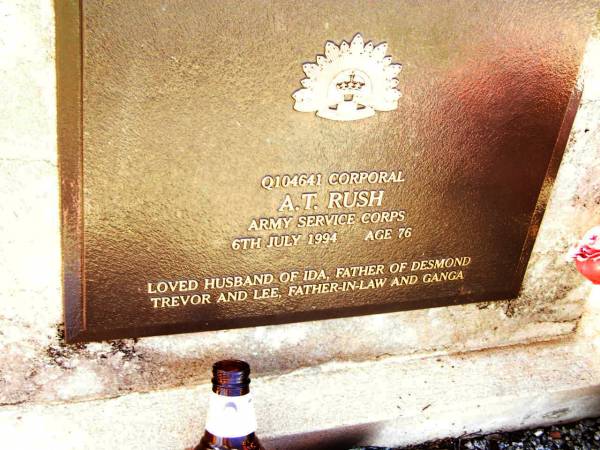 Q104641 CORPORAL
A.T. RUSH
ARMY SERVICE CORPS
6TH JULY 1994 AGE 76
LOVED HUSBAND OF IDA, FATHER OF DESMOND
TREVOR AND LEE, FATHER-IN-LAW AND GANGA